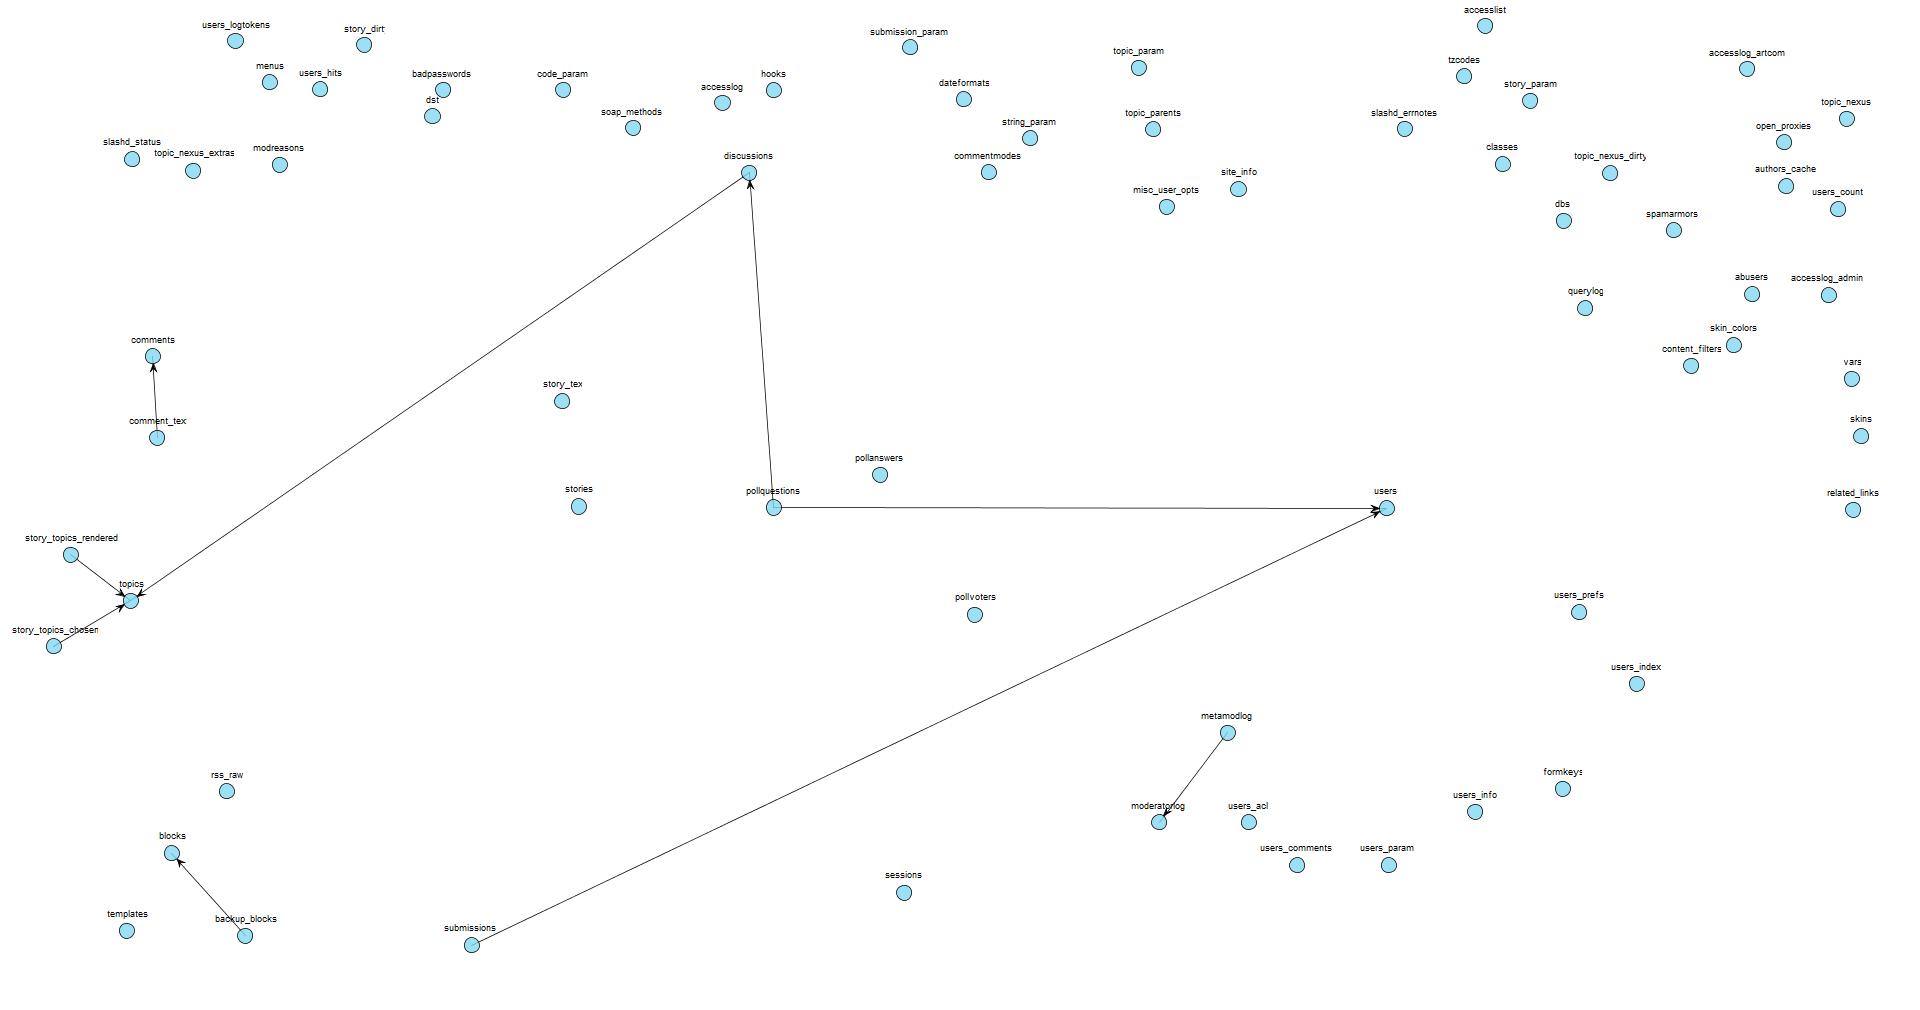 accesslist
users_logtokens
story_dirt
submission_param
topic_param
accesslog_artcom
tzcodes
menus
users_hits
badpasswords
code_param
hooks
dateformats
story_param
accesslog
dst
soap_methods
topic_nexus
string_param
topic_parents
slashd_errnotes
open_proxies
slashd_status
topic_nexus_extras
modreasons
discussions
commentmodes
classes
topic_nexus_dirty
site_info
authors_cache
misc_user_opts
users_count
dbs
spamarmors
abusers
accesslog_admin
querylog
skin_colors
comments
content_filters
vars
story_tex
comment_tex
skins
pollanswers
stories
pollquestions
users
related_links
story_topics_rendered
topics
pollvoters
users_prefs
story_topics_chosen
users_index
metamodlog
rss_raw
formkeys
users_info
moderatorlog
users_acl
blocks
users_comments
users_param
sessions
templates
backup_blocks
submissions